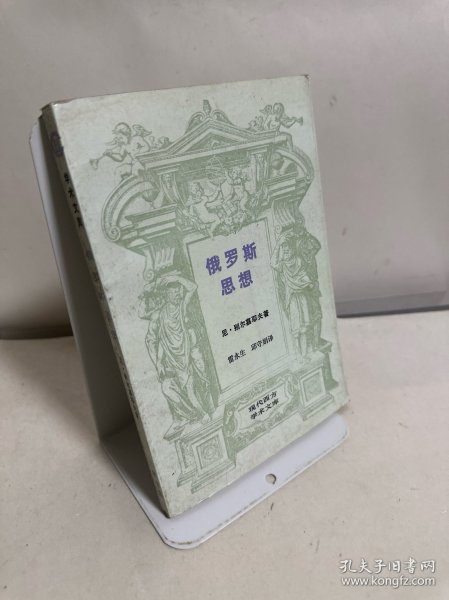 俄罗斯
思想
尼·别尔嘉耶夫著
雷永生 邱守娟译
现代西方
学术文库
孔夫子旧书网
www.kongfz.com